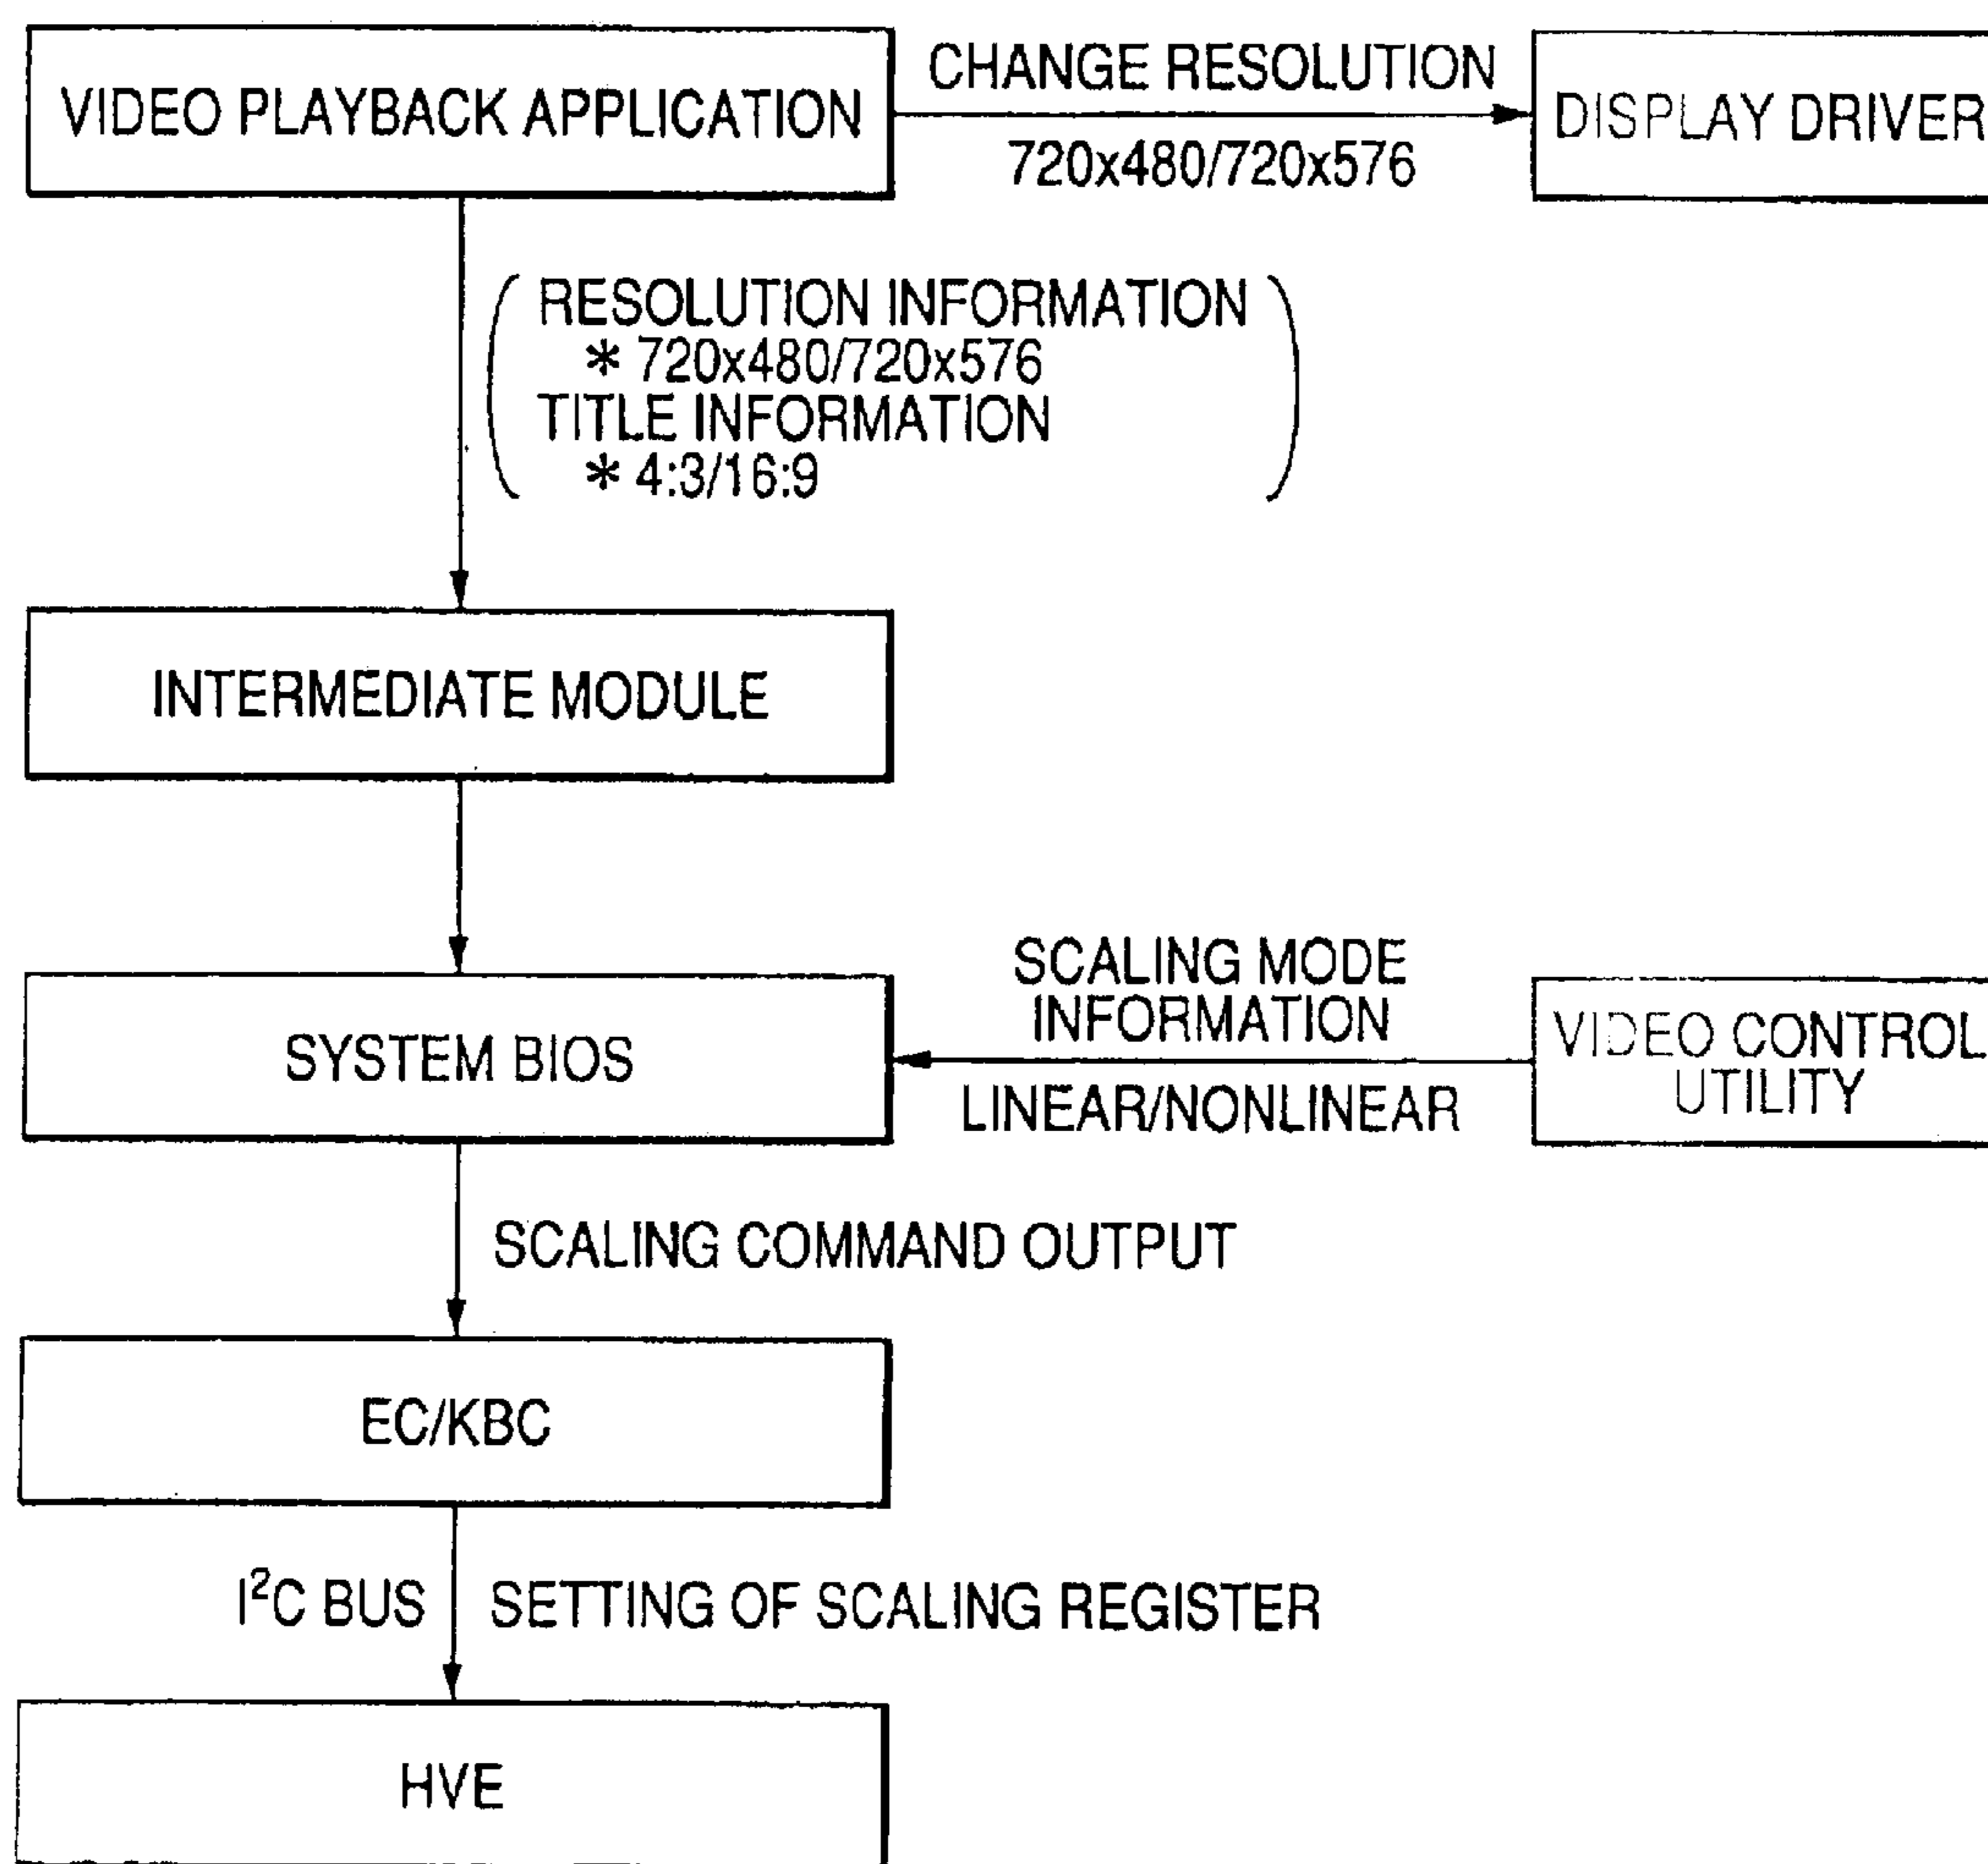 VIDEO PLAYBACK APPLICATION
CHANGE RESOLUTION
720x480/720x576
DISPLAY DRIVER
RESOLUTION INFORMATION
* 720x480/720x576
TITLE INFORMATION
* 4:3/16:9
INTERMEDIATE MODULE
SYSTEM BIOS
SCALING MODE
INFORMATION
LINEAR/NONLINEAR
VIDEO CONTROL
UTILITY
SCALING COMMAND OUTPUT
EC/KBC
I²C BUS
SETTING OF SCALING REGISTER
HVE